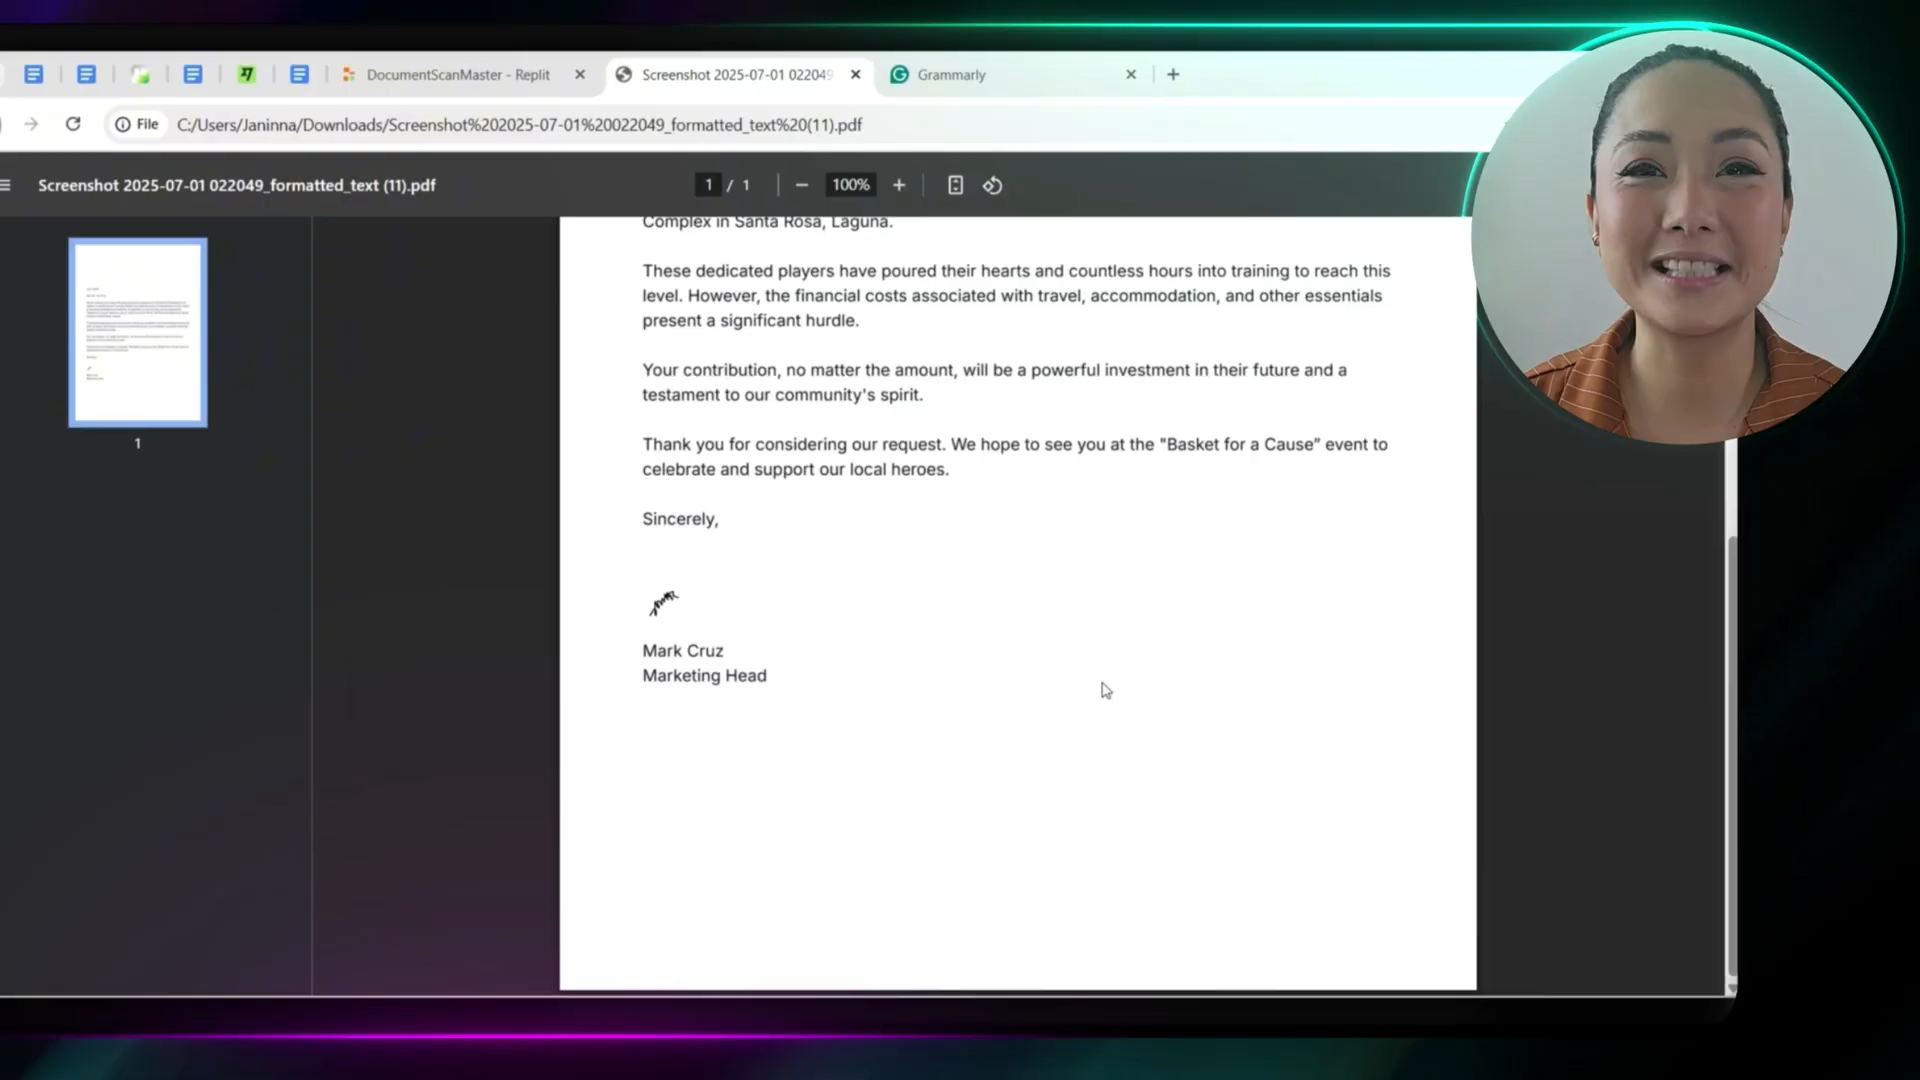 DocumentScanMaster - Replit
Screenshot 2025-07-01 022049
Grammarly
File
C:/Users/Janinna/Downloads/Screenshot%202025-07-01%20022049_formatted_text%20(11).pdf
Screenshot 2025-07-01 022049_formatted_text (11).pdf
1 / 1
100%
1
Complex in Santa Rosa, Laguna.
These dedicated players have poured their hearts and countless hours into training to reach this
level. However, the financial costs associated with travel, accommodation, and other essentials
present a significant hurdle.
Your contribution, no matter the amount, will be a powerful investment in their future and a
testament to our community's spirit.
Thank you for considering our request. We hope to see you at the "Basket for a Cause" event to
celebrate and support our local heroes.
Sincerely,
Mark Cruz
Marketing Head